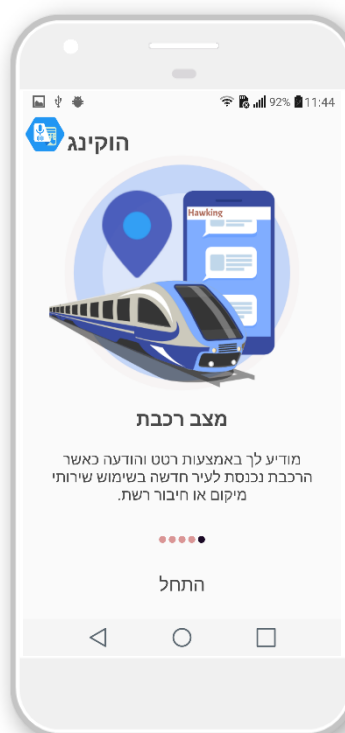 92% 11:44
הוקינג
Hawking
מצב רכבת
מודיע לך באמצעות רטט והודעה כאשר
הרכבת נכנסת לעיר חדשה בשימוש שירותי
מיקום או חיבור רשת.
התחל